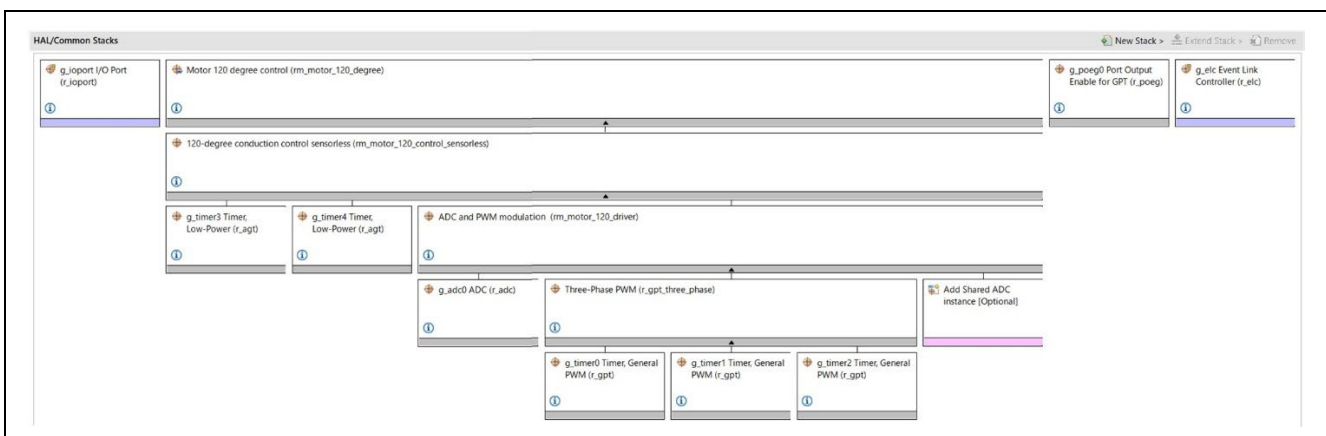 HAL/Common Stacks
New Stack > Extend Stack > Remove
g_ioport I/O Port
(r_ioport)
Motor 120 degree control (rm_motor_120_degree)
g_poeg0 Port Output
Enable for GPT (r_poeg)
g_elc Event Link
Controller (r_elc)
120-degree conduction control sensorless (rm_motor_120_control_sensorless)
g_timer3 Timer,
Low-Power (r_agt)
g_timer4 Timer,
Low-Power (r_agt)
ADC and PWM modulation (rm_motor_120_driver)
g_adc0 ADC (r_adc)
Three-Phase PWM (r_gpt_three_phase)
Add Shared ADC
instance [Optional]
g_timer0 Timer, General
PWM (r_gpt)
g_timer1 Timer, General
PWM (r_gpt)
g_timer2 Timer, General
PWM (r_gpt)